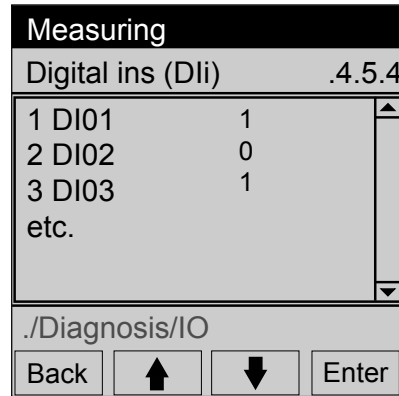 Measuring
Digital ins (DIi) .4.5.4
1 DI01 1
2 DI02 0
3 DI03 1
etc.
./Diagnosis/IO
Back Enter